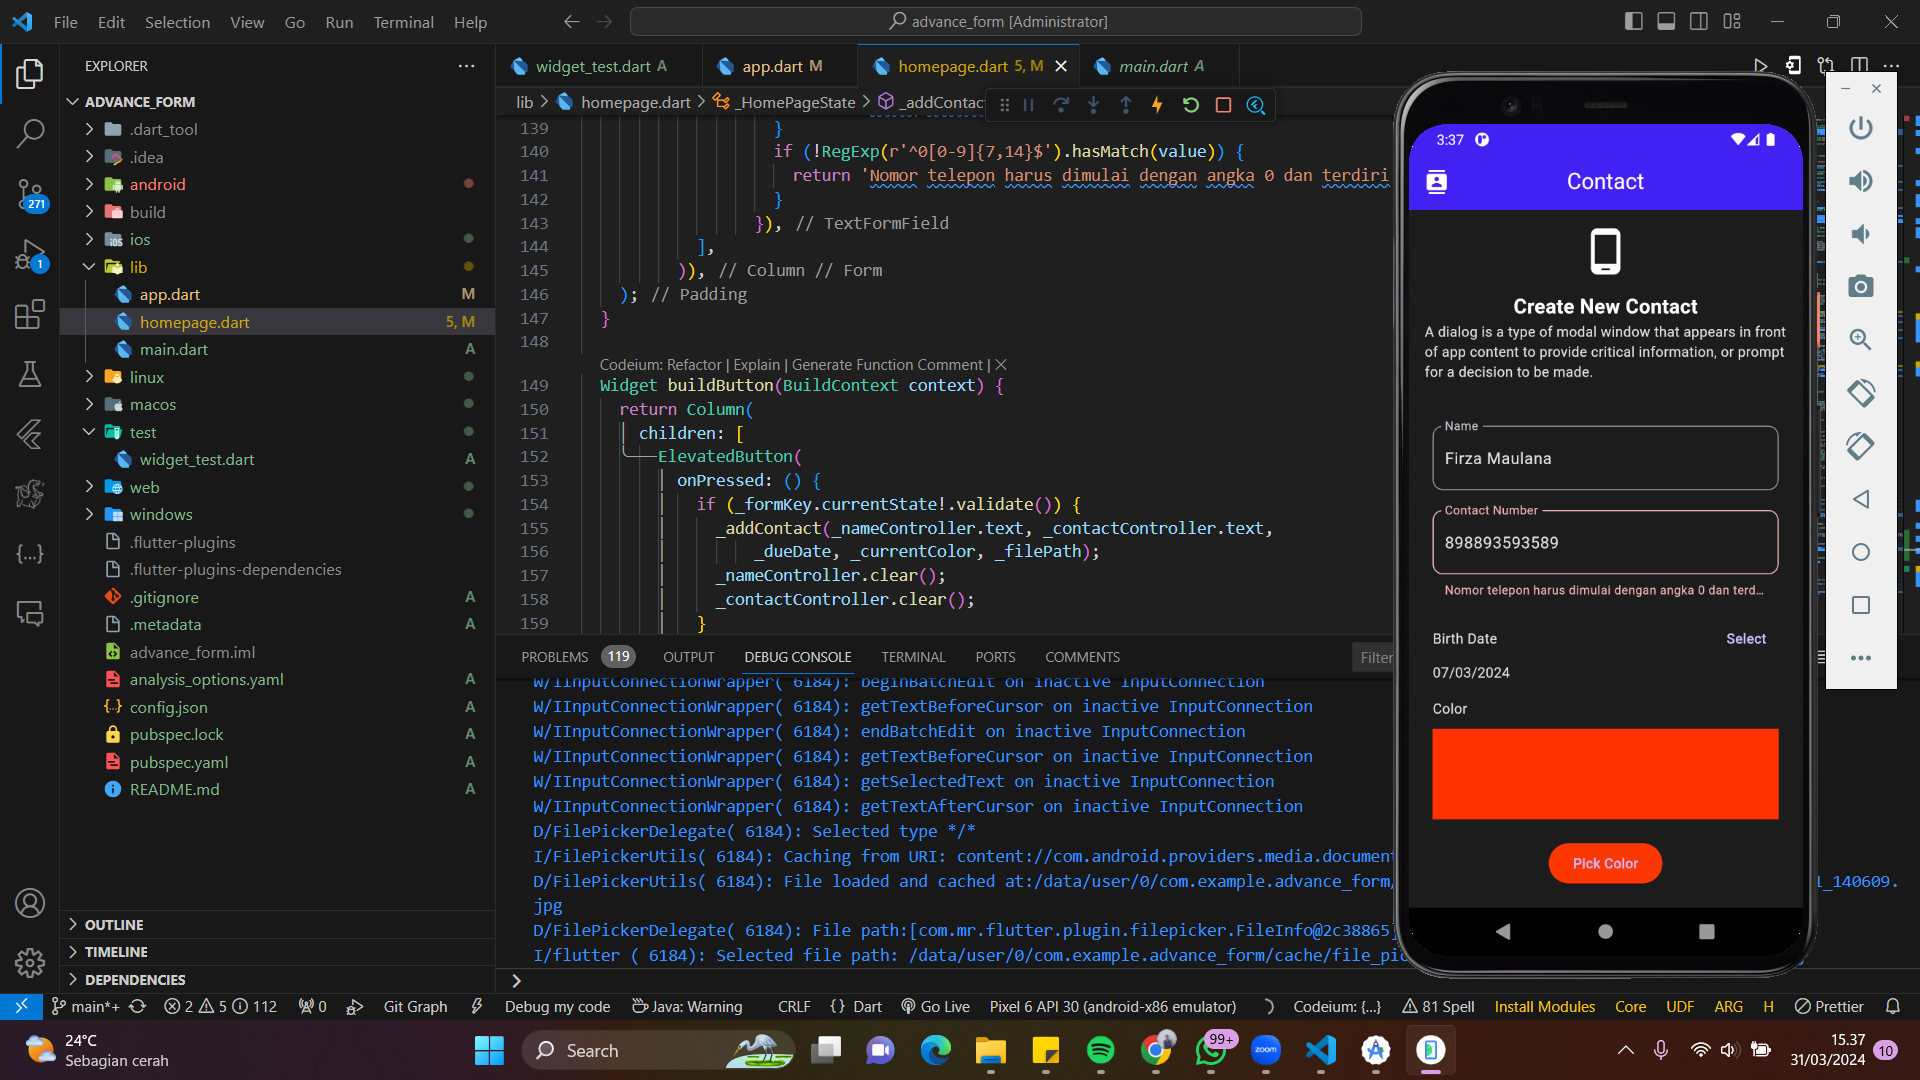 File Edit Selection View Go Run Terminal Help
advance_form [Administrator]
EXPLORER
ADVANCE_FORM
.dart_tool
.idea
android
build
ios
lib
app.dart M
homepage.dart 5, M
main.dart A
linux
macos
test
widget_test.dart A
web
windows
.flutter-plugins
.flutter-plugins-dependencies
.gitignore A
.metadata A
advance_form.iml
analysis_options.yaml A
config.json A
pubspec.lock A
pubspec.yaml A
README.md A
OUTLINE
TIMELINE
DEPENDENCIES
271
1
widget_test.dart A
app.dart M
homepage.dart 5, M
main.dart A
lib > homepage.dart > _HomePageState > _addContac
139 }
140 if (!RegExp(r'^0[0-9]{7,14}$').hasMatch(value)) {
141 return 'Nomor telepon harus dimulai dengan angka 0 dan terdiri
142 }
143 }), // TextFormField
144 ],
145 )), // Column // Form
146 ); // Padding
147 }
148
Codeium: Refactor | Explain | Generate Function Comment | X
149 Widget buildButton(BuildContext context) {
150 return Column(
151 children: [
152 ElevatedButton(
153 onPressed: () {
154 if (_formKey.currentState!.validate()) {
155 _addContact(_nameController.text, _contactController.text,
156 _dueDate, _currentColor, _filePath);
157 _nameController.clear();
158 _contactController.clear();
159 }
PROBLEMS 119 OUTPUT DEBUG CONSOLE TERMINAL PORTS COMMENTS
Filter
W/IInputConnectionWrapper( 6184): beginBatchEdit on inactive InputConnection
W/IInputConnectionWrapper( 6184): getTextBeforeCursor on inactive InputConnection
W/IInputConnectionWrapper( 6184): endBatchEdit on inactive InputConnection
W/IInputConnectionWrapper( 6184): getTextBeforeCursor on inactive InputConnection
W/IInputConnectionWrapper( 6184): getSelectedText on inactive InputConnection
W/IInputConnectionWrapper( 6184): getTextAfterCursor on inactive InputConnection
D/FilePickerDelegate( 6184): Selected type */*
I/FilePickerUtils( 6184): Caching from URI: content://com.android.providers.media.document
D/FilePickerUtils( 6184): File loaded and cached at:/data/user/0/com.example.advance_form/
1_140609.
jpg
D/FilePickerDelegate( 6184): File path:[com.mr.flutter.plugin.filepicker.FileInfo@2c38865]
I/flutter ( 6184): Selected file path: /data/user/0/com.example.advance_form/cache/file_pic
3:37
Contact
Create New Contact
A dialog is a type of modal window that appears in front
of app content to provide critical information, or prompt
for a decision to be made.
Name
Firza Maulana
Contact Number
898893593589
Nomor telepon harus dimulai dengan angka 0 dan terd...
Birth Date Select
07/03/2024
Color
Pick Color
main*+ 2 5 112 0 Git Graph Debug my code Java: Warning CRLF {} Dart Go Live Pixel 6 API 30 (android-x86 emulator) Codeium: {...} 81 Spell Install Modules Core UDF ARG H Prettier
24°C
Sebagian cerah
Search
99+
zoom
15.37
31/03/2024
10